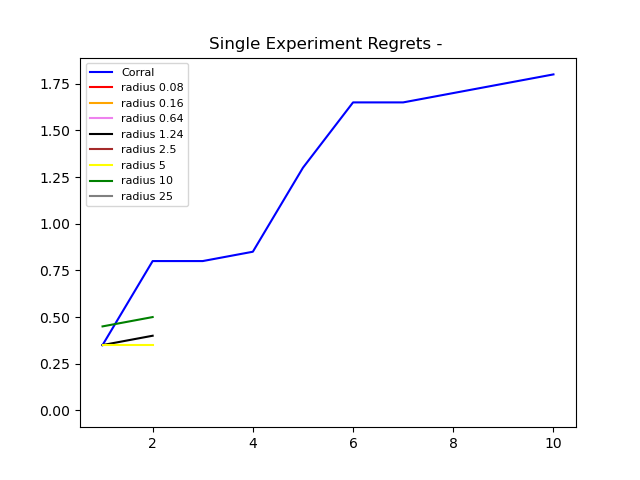 Single Experiment Regrets -
Corral
radius 0.08
radius 0.16
radius 0.64
radius 1.24
radius 2.5
radius 5
radius 10
radius 25
1.75
1.50
1.25
1.00
0.75
0.50
0.25
0.00
2 4 6 8 10